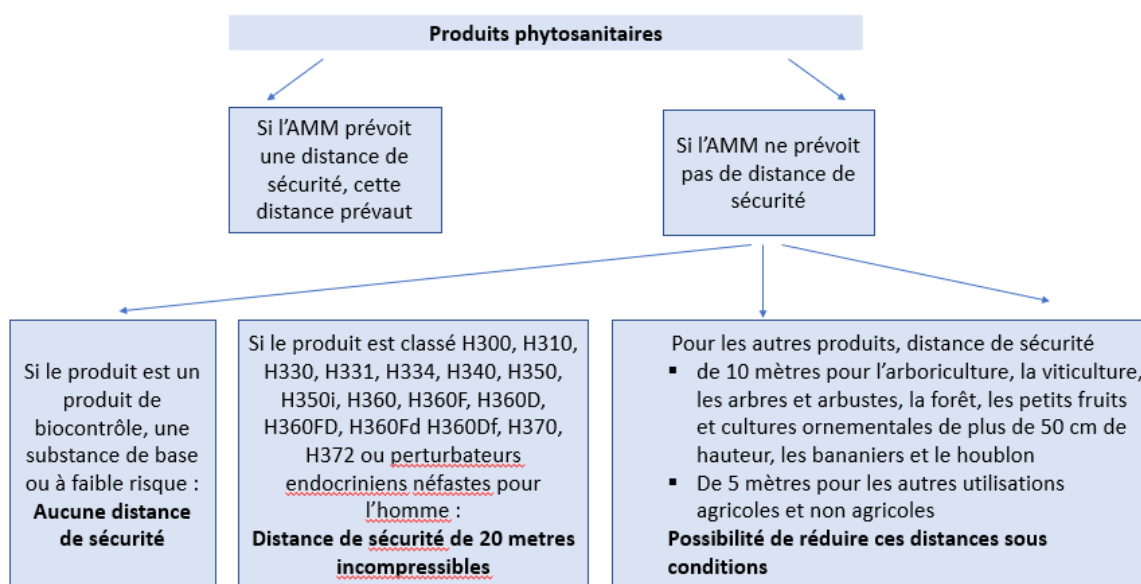 Produits phytosanitaires
Si l'AMM prévoit
une distance de
sécurité, cette
distance prévaut
Si l'AMM ne prévoit
pas de distance de
sécurité
Si le produit est un
produit de
biocontrôle, une
substance de base
ou à faible risque :
Aucune distance
de sécurité
Si le produit est classé H300, H310,
H330, H331, H334, H340, H350,
H350i, H360, H360F, H360D,
H360FD, H360Fd H360Df, H370,
H372 ou perturbateurs
endocriniens néfastes pour
l'homme :
Distance de sécurité de 20 metres
incompressibles
Pour les autres produits, distance de sécurité
▪ de 10 mètres pour l'arboriculture, la viticulture,
les arbres et arbustes, la forêt, les petits fruits
et cultures ornementales de plus de 50 cm de
hauteur, les bananiers et le houblon
▪ De 5 mètres pour les autres utilisations
agricoles et non agricoles
Possibilité de réduire ces distances sous
conditions